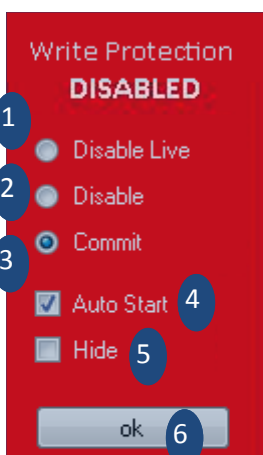 Write Protection
DISABLED
1
Disable Live
2
Disable
3
Commit
Auto Start 4
Hide 5
ok 6